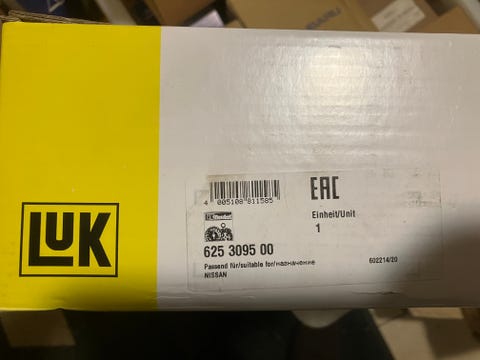 SUBARU
LUK
4 005108 811585
EAC
Einheit/Unit
1
625 3095 00
Passend für/suitable for/назначение
602214/20
NISSAN